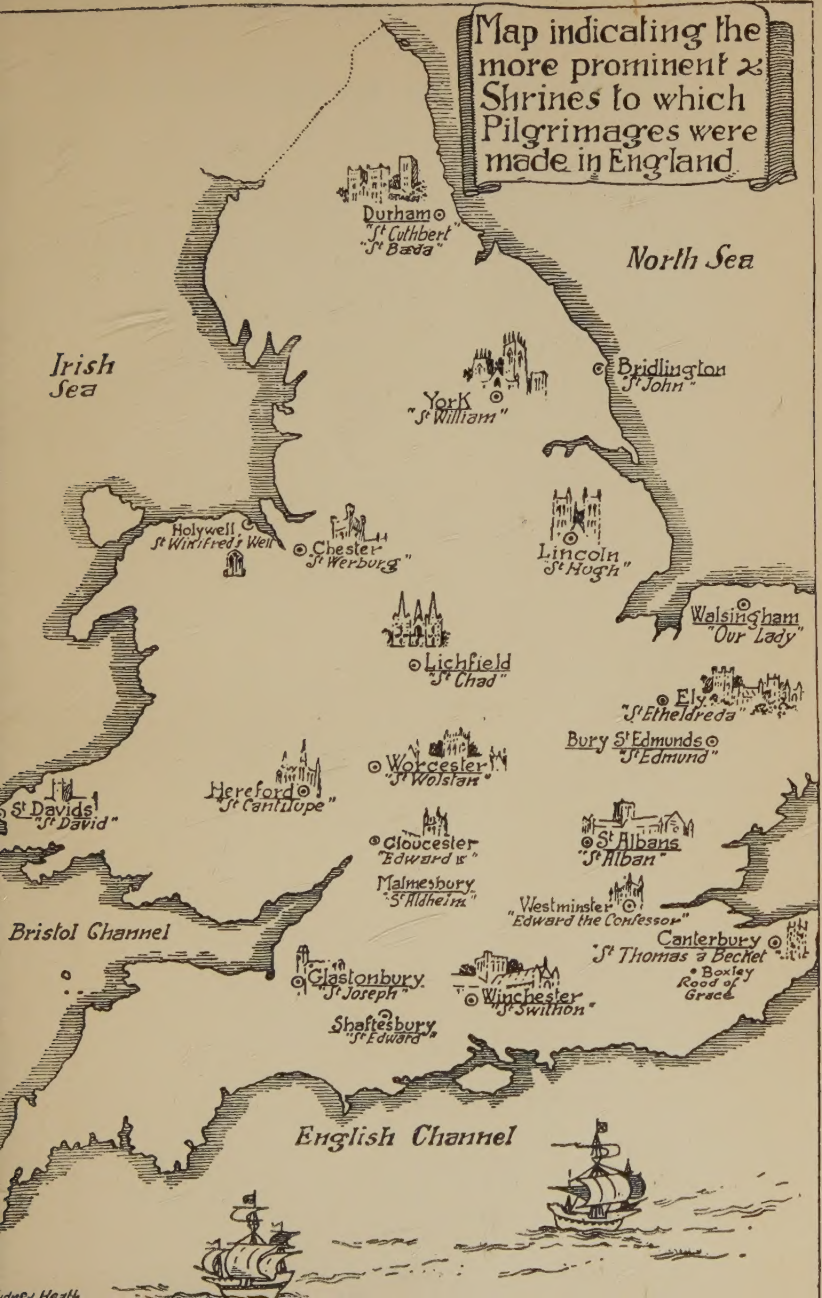 Map indicating the
more prominent &
Shrines to which
Pilgrimages were
made in England
Durham
"St Cuthbert"
"St Bæda"
North Sea
Irish
Sea
Bridlington
"St John"
York
"St William"
Holywell
St Winifred's Well
Chester
"St Werburg"
Lincoln
"St Hugh"
Walsingham
"Our Lady"
Lichfield
"St Chad"
Ely
"St Etheldreda"
Bury St Edmunds
"St Edmund"
Worcester
"St Wolstan"
Hereford
"St Cantilupe"
St Davids
"St David"
Gloucester
"Edward II"
St Albans
"St Alban"
Malmesbury
"St Aldhelm"
Westminster
"Edward the Confessor"
Bristol Channel
Canterbury
"St Thomas à Becket"
Boxley
Rood of
Grace
Glastonbury
"St Joseph"
Winchester
"St Swithon"
Shaftesbury
"St Edward"
English Channel
Heath